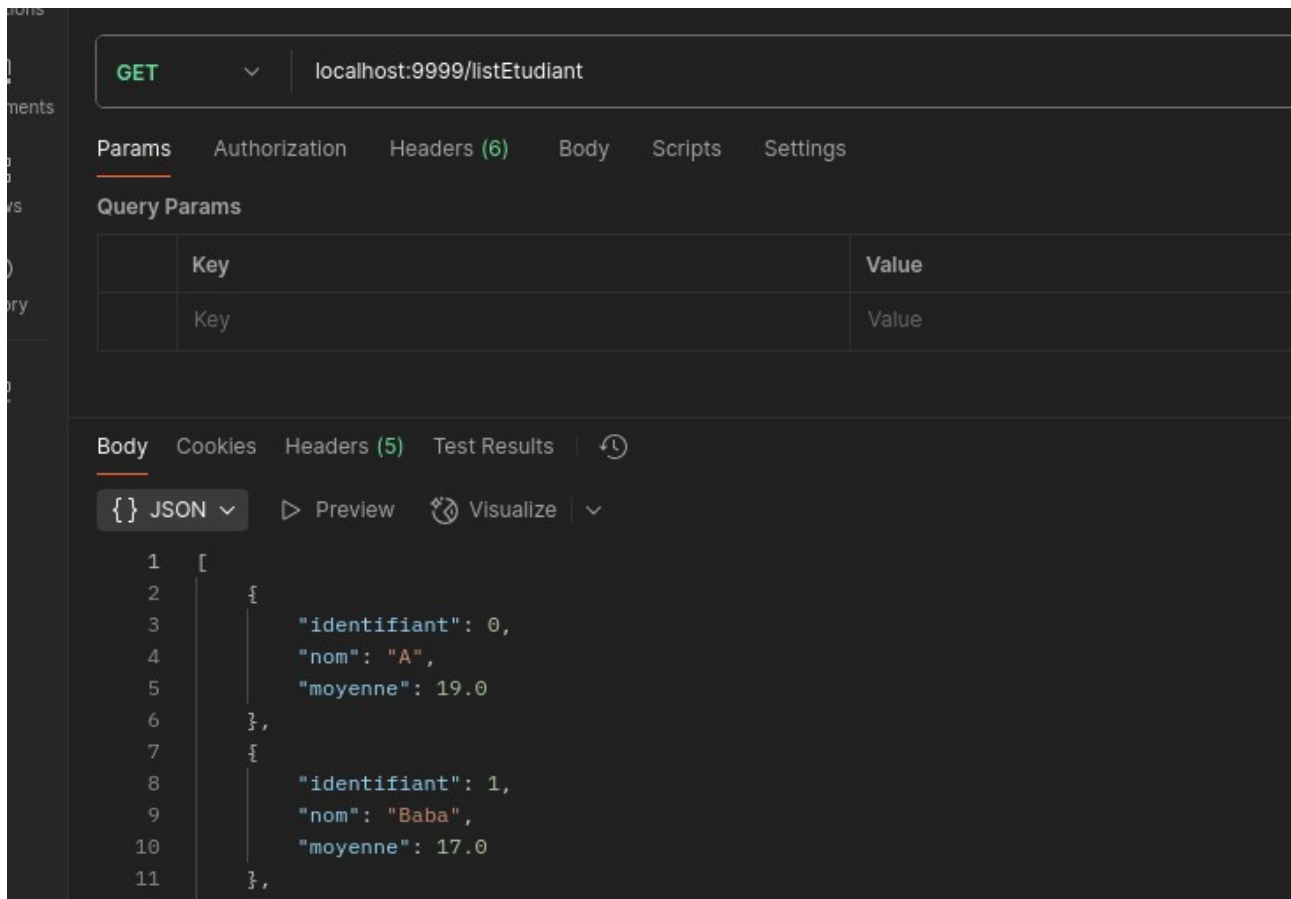 GET localhost:9999/listEtudiant
ments
Params Authorization Headers (6) Body Scripts Settings
Query Params
Key Value
Key Value
Body Cookies Headers (5) Test Results
{} JSON Preview Visualize
1 [
2 {
3 "identifiant": 0,
4 "nom": "A",
5 "moyenne": 19.0
6 },
7 {
8 "identifiant": 1,
9 "nom": "Baba",
10 "moyenne": 17.0
11 },